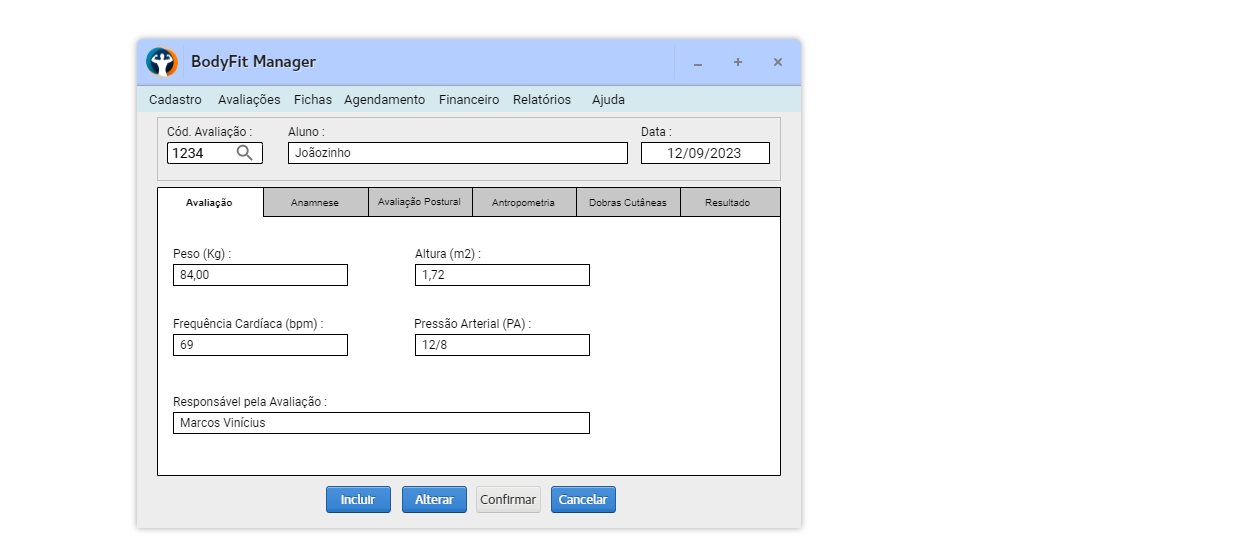 BodyFit Manager
Cadastro Avaliações Fichas Agendamento Financeiro Relatórios Ajuda
Cód. Avaliação : Aluno : Data :
1234 Joãozinho 12/09/2023
Avaliação Anamnese Avaliação Postural Antropometria Dobras Cutâneas Resultado
Peso (Kg) : Altura (m2) :
84,00 1,72
Frequência Cardíaca (bpm) : Pressão Arterial (PA) :
69 12/8
Responsável pela Avaliação :
Marcos Vinícius
Incluir Alterar Confirmar Cancelar